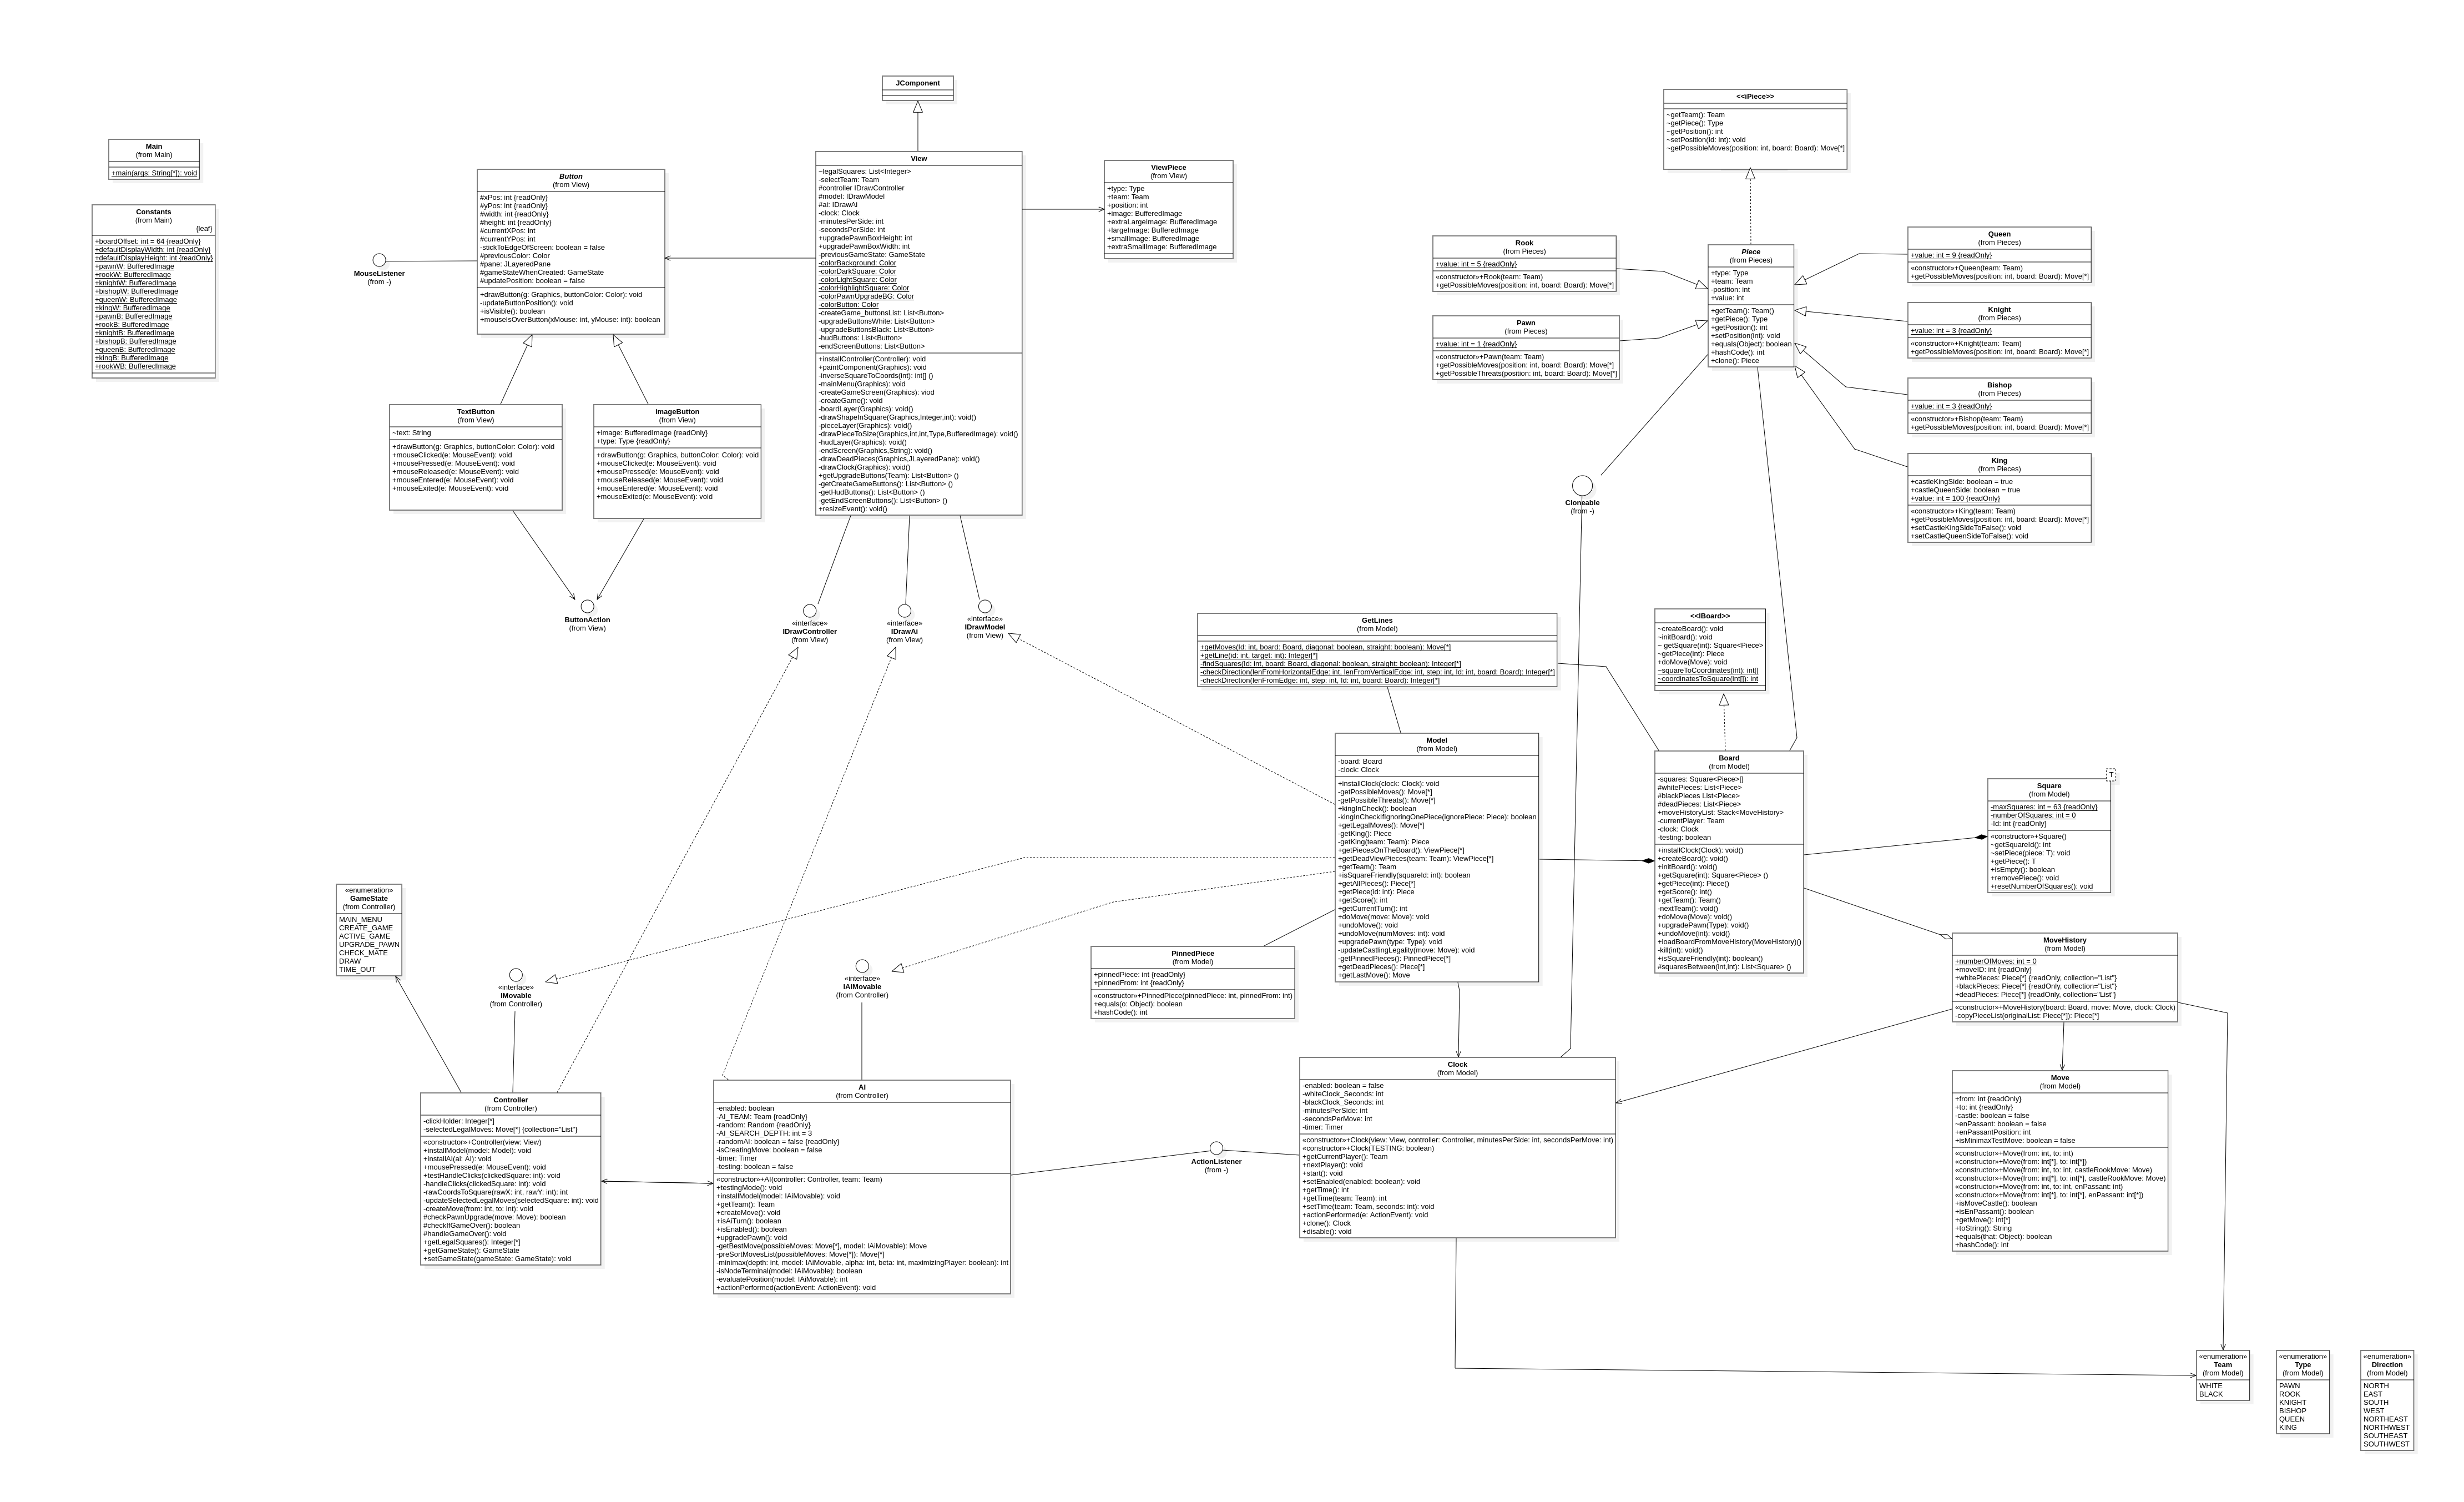 JComponent
Main
(from Main)
+main(args: String[*]): void
Constants
(from Main)
{leaf}
+boardOffset: int = 64 {readOnly}
+defaultDisplayWidth: int {readOnly}
+defaultDisplayHeight: int {readOnly}
+pawnW: BufferedImage
+rookW: BufferedImage
+knightW: BufferedImage
+bishopW: BufferedImage
+queenW: BufferedImage
+kingW: BufferedImage
+pawnB: BufferedImage
+rookB: BufferedImage
+knightB: BufferedImage
+bishopB: BufferedImage
+queenB: BufferedImage
+kingB: BufferedImage
+rookWB: BufferedImage
MouseListener
(from -)
Button
(from View)
#xPos: int {readOnly}
#yPos: int {readOnly}
#width: int {readOnly}
#height: int {readOnly}
#currentXPos: int
#currentYPos: int
-stickToEdgeOfScreen: boolean = false
#previousColor: Color
#pane: JLayeredPane
#gameStateWhenCreated: GameState
#updatePosition: boolean = false
+drawButton(g: Graphics, buttonColor: Color): void
-updateButtonPosition(): void
+isVisible(): boolean
+mouseIsOverButton(xMouse: int, yMouse: int): boolean
TextButton
(from View)
~text: String
+drawButton(g: Graphics, buttonColor: Color): void
+mouseClicked(e: MouseEvent): void
+mousePressed(e: MouseEvent): void
+mouseReleased(e: MouseEvent): void
+mouseEntered(e: MouseEvent): void
+mouseExited(e: MouseEvent): void
imageButton
(from View)
+image: BufferedImage {readOnly}
+type: Type {readOnly}
+drawButton(g: Graphics, buttonColor: Color): void
+mouseClicked(e: MouseEvent): void
+mousePressed(e: MouseEvent): void
+mouseReleased(e: MouseEvent): void
+mouseEntered(e: MouseEvent): void
+mouseExited(e: MouseEvent): void
ButtonAction
(from View)
View
~legalSquares: List<Integer>
-selectTeam: Team
#controller IDrawController
#model: IDrawModel
#ai: IDrawAi
-clock: Clock
-minutesPerSide: int
-secondsPerSide: int
+upgradePawnBoxHeight: int
+upgradePawnBoxWidth: int
-previousGameState: GameState
-colorBackground: Color
-colorDarkSquare: Color
-colorLightSquare: Color
-colorHighlightSquare: Color
-colorPawnUpgradeBG: Color
-colorButton: Color
-createGame_buttonsList: List<Button>
-upgradeButtonsWhite: List<Button>
-upgradeButtonsBlack: List<Button>
-hudButtons: List<Button>
-endScreenButtons: List<Button>
+installController(Controller): void
+paintComponent(Graphics): void
-inverseSquareToCoords(int): int[] ()
-mainMenu(Graphics): void
-createGameScreen(Graphics): viod
-createGame(): void
-boardLayer(Graphics): void()
-drawShapeInSquare(Graphics,Integer,int): void()
-pieceLayer(Graphics): void()
-drawPieceToSize(Graphics,int,int,Type,BufferedImage): void()
-hudLayer(Graphics): void()
-endScreen(Graphics,String): void()
-drawDeadPieces(Graphics,JLayeredPane): void()
-drawClock(Graphics): void()
+getUpgradeButtons(Team): List<Button> ()
-getCreateGameButtons(): List<Button> ()
-getHudButtons(): List<Button> ()
-getEndScreenButtons(): List<Button> ()
+resizeEvent(): void()
ViewPiece
(from View)
+type: Type
+team: Team
+position: int
+image: BufferedImage
+extraLargeImage: BufferedImage
+largeImage: BufferedImage
+smallImage: BufferedImage
+extraSmallImage: BufferedImage
«interface»
IDrawController
(from View)
«interface»
IDrawAi
(from View)
«interface»
IDrawModel
(from View)
<<iPiece>>
~getTeam(): Team
~getPiece(): Type
~getPosition(): int
~setPosition(Id: int): void
~getPossibleMoves(position: int, board: Board): Move[*]
Rook
(from Pieces)
+value: int = 5 {readOnly}
«constructor»+Rook(team: Team)
+getPossibleMoves(position: int, board: Board): Move[*]
Pawn
(from Pieces)
+value: int = 1 {readOnly}
«constructor»+Pawn(team: Team)
+getPossibleMoves(position: int, board: Board): Move[*]
+getPossibleThreats(position: int, board: Board): Move[*]
Piece
(from Pieces)
+type: Type
+team: Team
-position: int
+value: int
+getTeam(): Team()
+getPiece(): Type
+getPosition(): int
+setPosition(int): void
+equals(Object): boolean
+hashCode(): int
+clone(): Piece
Queen
(from Pieces)
+value: int = 9 {readOnly}
«constructor»+Queen(team: Team)
+getPossibleMoves(position: int, board: Board): Move[*]
Knight
(from Pieces)
+value: int = 3 {readOnly}
«constructor»+Knight(team: Team)
+getPossibleMoves(position: int, board: Board): Move[*]
Bishop
(from Pieces)
+value: int = 3 {readOnly}
«constructor»+Bishop(team: Team)
+getPossibleMoves(position: int, board: Board): Move[*]
King
(from Pieces)
+castleKingSide: boolean = true
+castleQueenSide: boolean = true
+value: int = 100 {readOnly}
«constructor»+King(team: Team)
+getPossibleMoves(position: int, board: Board): Move[*]
+setCastleKingSideToFalse(): void
+setCastleQueenSideToFalse(): void
Cloneable
(from -)
GetLines
(from Model)
+getMoves(Id: int, board: Board, diagonal: boolean, straight: boolean): Move[*]
+getLine(id: int, target: int): Integer[*]
-findSquares(Id: int, board: Board, diagonal: boolean, straight: boolean): Integer[*]
-checkDirection(lenFromHorizontalEdge: int, lenFromVerticalEdge: int, step: int, Id: int, board: Board): Integer[*]
-checkDirection(lenFromEdge: int, step: int, Id: int, board: Board): Integer[*]
<<IBoard>>
~createBoard(): void
~initBoard(): void
~ getSquare(int): Square<Piece>
~getPiece(int): Piece
+doMove(Move): void
~squareToCoordinates(int): int[]
~coordinatesToSquare(int[]): int
Model
(from Model)
-board: Board
-clock: Clock
+installClock(clock: Clock): void
-getPossibleMoves(): Move[*]
-getPossibleThreats(): Move[*]
+kingInCheck(): boolean
-kingInCheckIfIgnoringOnePiece(ignorePiece: Piece): boolean
+getLegalMoves(): Move[*]
-getKing(): Piece
-getKing(team: Team): Piece
+getPiecesOnTheBoard(): ViewPiece[*]
+getDeadViewPieces(team: Team): ViewPiece[*]
+getTeam(): Team
+isSquareFriendly(squareId: int): boolean
+getAllPieces(): Piece[*]
+getPiece(id: int): Piece
+getScore(): int
+getCurrentTurn(): int
+doMove(move: Move): void
+undoMove(): void
+undoMove(numMoves: int): void
+upgradePawn(type: Type): void
-updateCastlingLegality(move: Move): void
-getPinnedPieces(): PinnedPiece[*]
+getDeadPieces(): Piece[*]
+getLastMove(): Move
Board
(from Model)
-squares: Square<Piece>[]
#whitePieces: List<Piece>
#blackPieces List<Piece>
#deadPieces: List<Piece>
+moveHistoryList: Stack<MoveHistory>
-currentPlayer: Team
-clock: Clock
-testing: boolean
+installClock(Clock): void()
+createBoard(): void()
+initBoard(): void()
+getSquare(int): Square<Piece> ()
+getPiece(int): Piece()
+getScore(): int()
+getTeam(): Team()
-nextTeam(): void()
+doMove(Move): void()
+upgradePawn(Type): void()
+undoMove(int): void()
+loadBoardFromMoveHistory(MoveHistory)()
-kill(int): void()
+isSquareFriendly(int): boolean()
#squaresBetween(int,int): List<Square> ()
T
Square
(from Model)
-maxSquares: int = 63 {readOnly}
-numberOfSquares: int = 0
-Id: int {readOnly}
«constructor»+Square()
~getSquareId(): int
~setPiece(piece: T): void
+getPiece(): T
+isEmpty(): boolean
+removePiece(): void
+resetNumberOfSquares(): void
MoveHistory
(from Model)
+numberOfMoves: int = 0
+moveID: int {readOnly}
+whitePieces: Piece[*] {readOnly, collection="List"}
+blackPieces: Piece[*] {readOnly, collection="List"}
+deadPieces: Piece[*] {readOnly, collection="List"}
«constructor»+MoveHistory(board: Board, move: Move, clock: Clock)
-copyPieceList(originalList: Piece[*]): Piece[*]
PinnedPiece
(from Model)
+pinnedPiece: int {readOnly}
+pinnedFrom: int {readOnly}
«constructor»+PinnedPiece(pinnedPiece: int, pinnedFrom: int)
+equals(o: Object): boolean
+hashCode(): int
«enumeration»
GameState
(from Controller)
MAIN_MENU
CREATE_GAME
ACTIVE_GAME
UPGRADE_PAWN
CHECK_MATE
DRAW
TIME_OUT
«interface»
IMovable
(from Controller)
«interface»
IAiMovable
(from Controller)
Controller
(from Controller)
-clickHolder: Integer[*]
-selectedLegalMoves: Move[*] {collection="List"}
«constructor»+Controller(view: View)
+installModel(model: Model): void
+installAI(ai: AI): void
+mousePressed(e: MouseEvent): void
+testHandleClicks(clickedSquare: int): void
-handleClicks(clickedSquare: int): void
-rawCoordsToSquare(rawX: int, rawY: int): int
-updateSelectedLegalMoves(selectedSquare: int): void
-createMove(from: int, to: int): void
#checkPawnUpgrade(move: Move): boolean
#checkIfGameOver(): boolean
#handleGameOver(): void
+getLegalSquares(): Integer[*]
+getGameState(): GameState
+setGameState(gameState: GameState): void
AI
(from Controller)
-enabled: boolean
-AI_TEAM: Team {readOnly}
-random: Random {readOnly}
-AI_SEARCH_DEPTH: int = 3
-randomAI: boolean = false {readOnly}
-isCreatingMove: boolean = false
-timer: Timer
-testing: boolean = false
«constructor»+AI(controller: Controller, team: Team)
+testingMode(): void
+installModel(model: IAiMovable): void
+getTeam(): Team
+createMove(): void
+isAiTurn(): boolean
+isEnabled(): boolean
+upgradePawn(): void
-getBestMove(possibleMoves: Move[*], model: IAiMovable): Move
-preSortMovesList(possibleMoves: Move[*]): Move[*]
-minimax(depth: int, model: IAiMovable, alpha: int, beta: int, maximizingPlayer: boolean): int
-isNodeTerminal(model: IAiMovable): boolean
-evaluatePosition(model: IAiMovable): int
+actionPerformed(actionEvent: ActionEvent): void
ActionListener
(from -)
Clock
(from Model)
-enabled: boolean = false
-whiteClock_Seconds: int
-blackClock_Seconds: int
-minutesPerSide: int
-secondsPerMove: int
-timer: Timer
«constructor»+Clock(view: View, controller: Controller, minutesPerSide: int, secondsPerMove: int)
«constructor»+Clock(TESTING: boolean)
+getCurrentPlayer(): Team
+nextPlayer(): void
+start(): void
+setEnabled(enabled: boolean): void
+getTime(): int
+getTime(team: Team): int
+setTime(team: Team, seconds: int): void
+actionPerformed(e: ActionEvent): void
+clone(): Clock
+disable(): void
Move
(from Model)
+from: int {readOnly}
+to: int {readOnly}
-castle: boolean = false
~enPassant: boolean = false
+enPassantPosition: int
+isMinimaxTestMove: boolean = false
«constructor»+Move(from: int, to: int)
«constructor»+Move(from: int[*], to: int[*])
«constructor»+Move(from: int, to: int, castleRookMove: Move)
«constructor»+Move(from: int[*], to: int[*], castleRookMove: Move)
«constructor»+Move(from: int, to: int, enPassant: int)
«constructor»+Move(from: int[*], to: int[*], enPassant: int[*])
+isMoveCastle(): boolean
+isEnPassant(): boolean
+getMove(): int[*]
+toString(): String
+equals(that: Object): boolean
+hashCode(): int
«enumeration»
Team
(from Model)
WHITE
BLACK
«enumeration»
Type
(from Model)
PAWN
ROOK
KNIGHT
BISHOP
QUEEN
KING
«enumeration»
Direction
(from Model)
NORTH
EAST
SOUTH
WEST
NORTHEAST
NORTHWEST
SOUTHEAST
SOUTHWEST